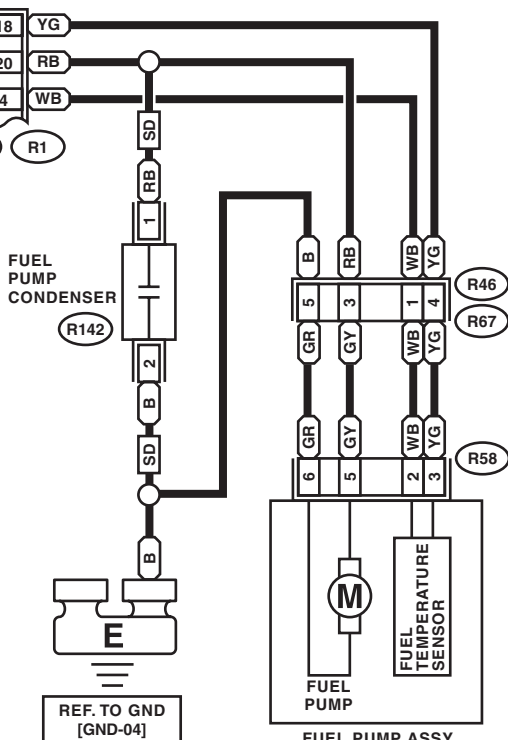 18 YG
20 RB
4 WB
R1
SD
RB
1
FUEL
PUMP
CONDENSER
R142
2
B
SD
B
E
REF. TO GND
[GND-04]
B RB WB YG
5 3 1 4
R46
R67
GR GY WB YG
GR GY WB YG
6 5 2 3
R58
M
FUEL
PUMP
FUEL
TEMPERATURE
SENSOR
FUEL PUMP ASSY